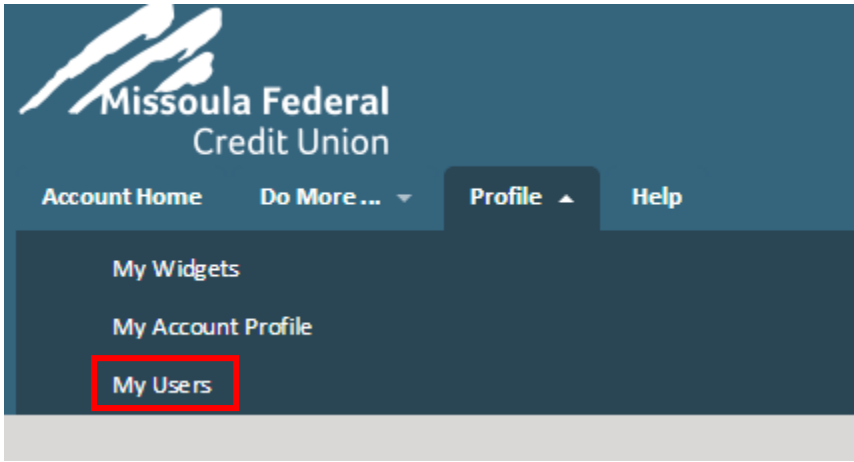 Missoula Federal
Credit Union
Account Home Do More ... Profile Help
My Widgets
My Account Profile
My Users